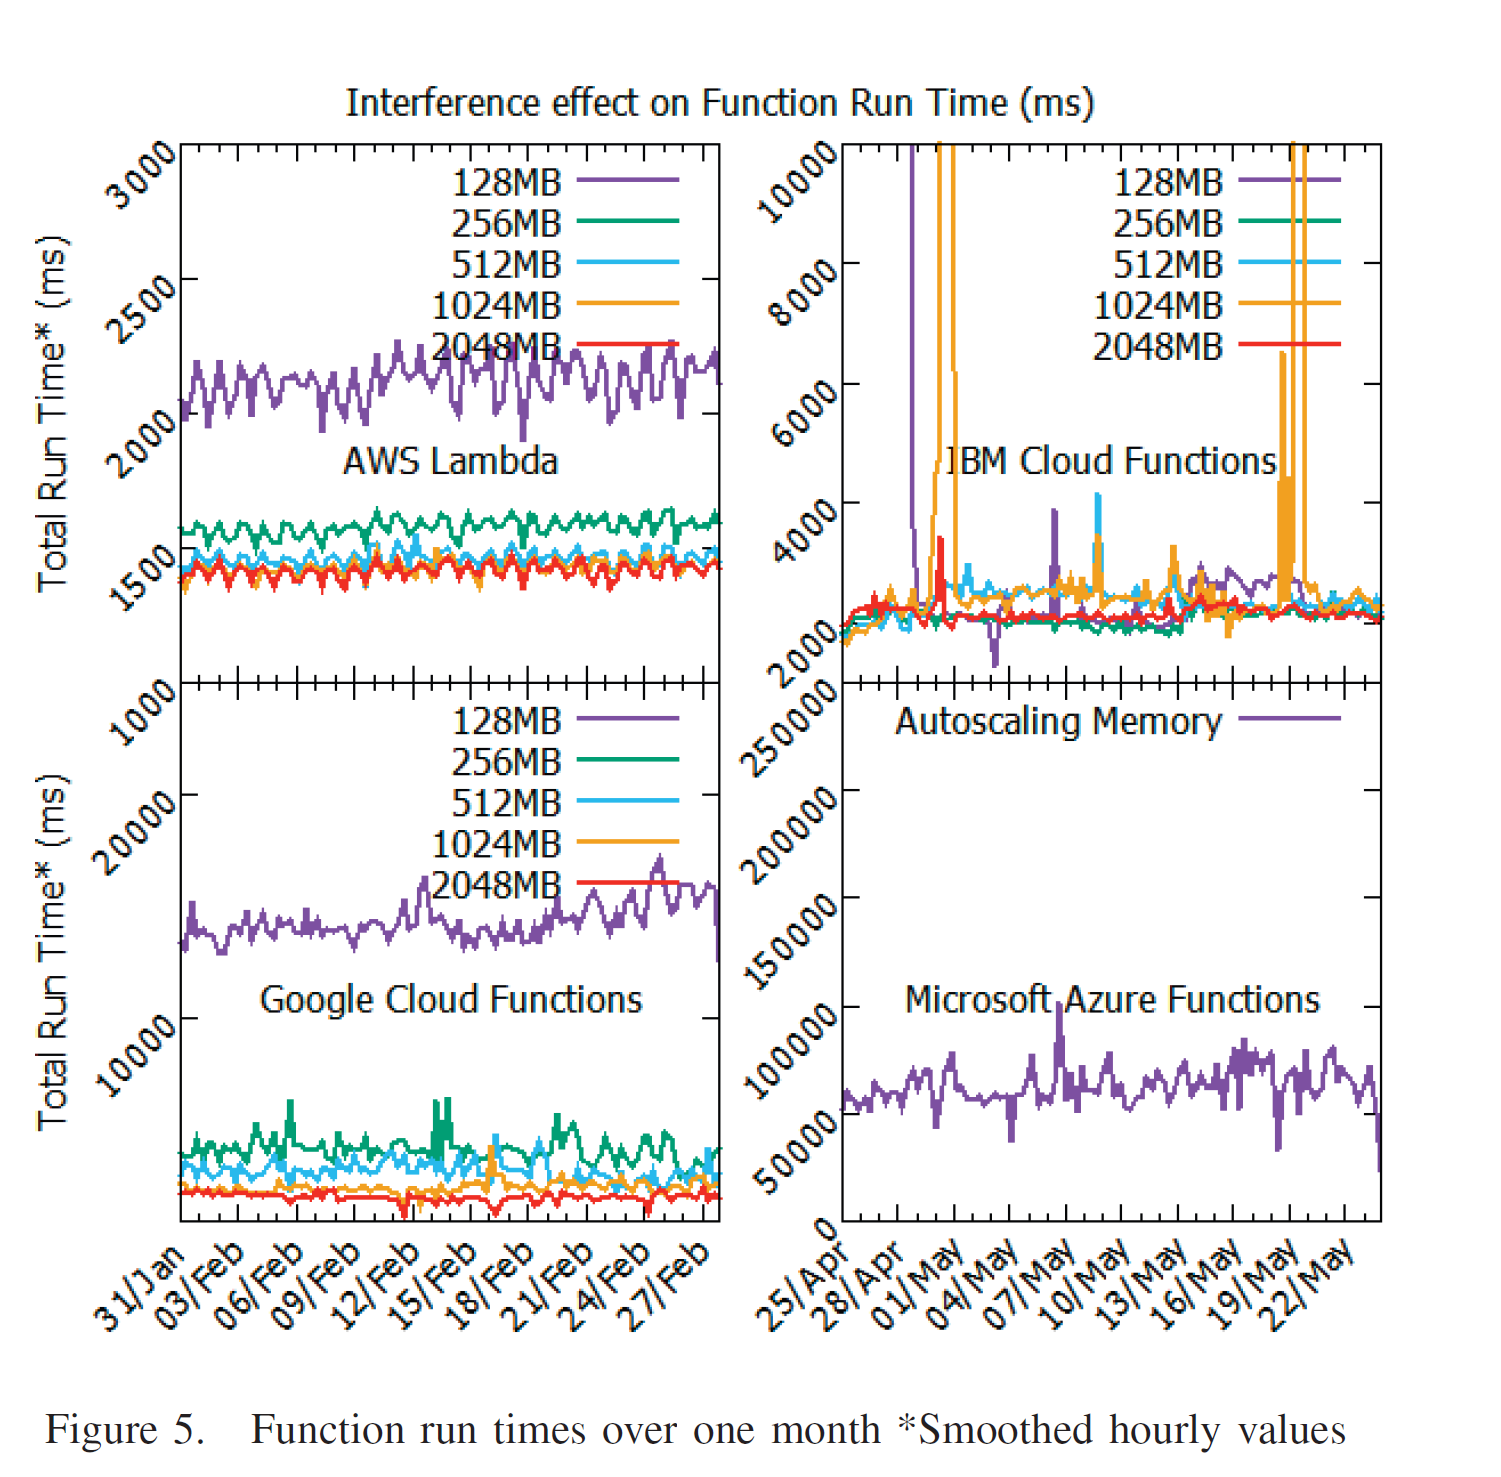 Interference effect on Function Run Time (ms)
Total Run Time* (ms)
3000
2500
2000
1500
1000
128MB
256MB
512MB
1024MB
2048MB
AWS Lambda
10000
8000
6000
4000
2000
128MB
256MB
512MB
1024MB
2048MB
IBM Cloud Functions
Total Run Time* (ms)
20000
10000
128MB
256MB
512MB
1024MB
2048MB
Google Cloud Functions
31/Jan
03/Feb
06/Feb
09/Feb
12/Feb
15/Feb
18/Feb
21/Feb
24/Feb
27/Feb
250000
200000
150000
100000
50000
0
Autoscaling Memory
Microsoft Azure Functions
25/Apr
28/Apr
01/May
04/May
07/May
10/May
13/May
16/May
19/May
22/May
Figure 5. Function run times over one month *Smoothed hourly values